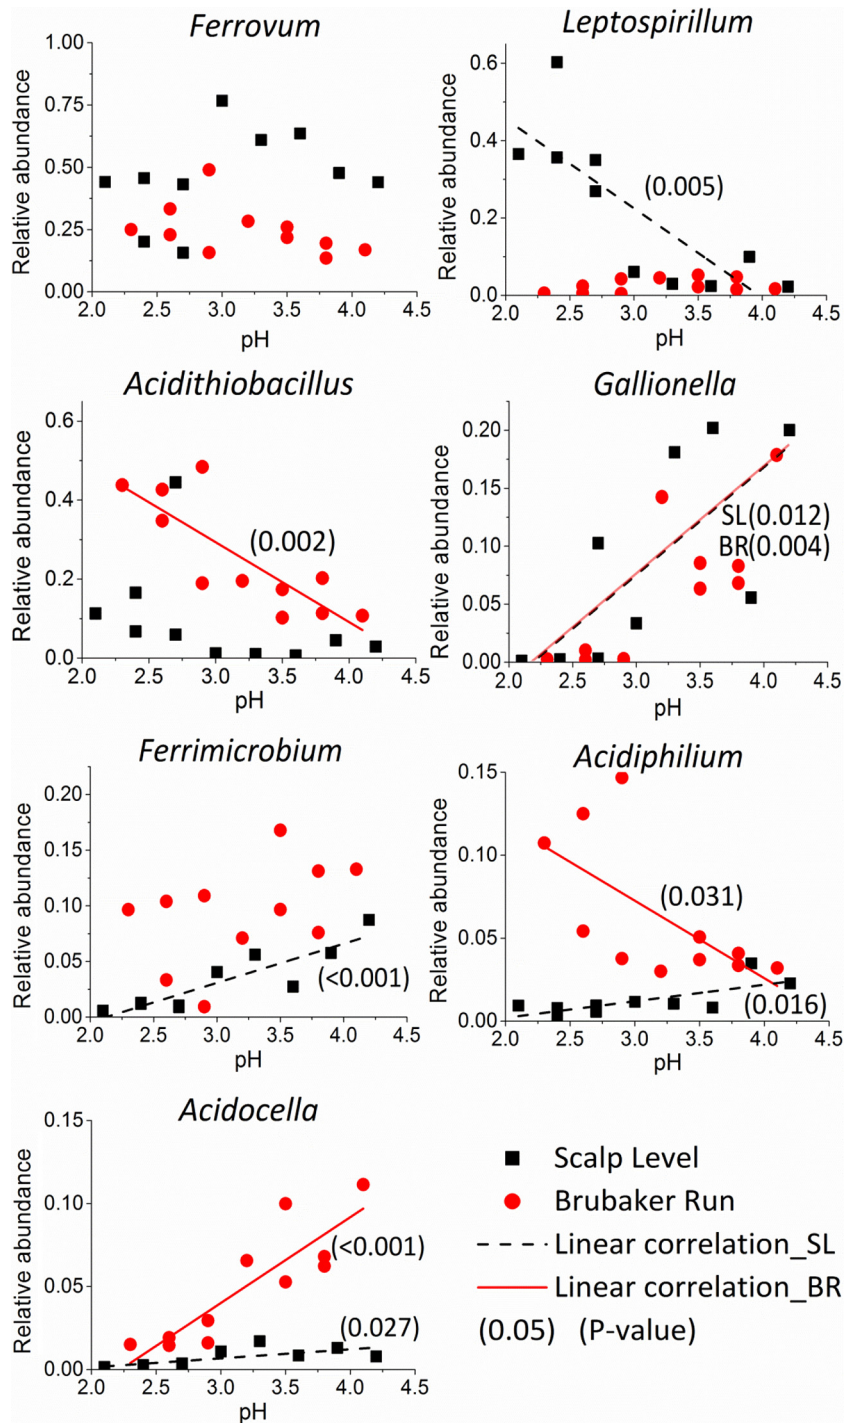 Ferrovum
Relative abundance
1.00
0.75
0.50
0.25
0.00
2.0 2.5 3.0 3.5 4.0 4.5
pH
Leptospirillum
Relative abundance
0.6
0.4
0.2
0.0
(0.005)
2.0 2.5 3.0 3.5 4.0 4.5
pH
Acidithiobacillus
Relative abundance
0.6
0.4
0.2
0.0
(0.002)
2.0 2.5 3.0 3.5 4.0 4.5
pH
Gallionella
Relative abundance
0.20
0.15
0.10
0.05
0.00
SL(0.012)
BR(0.004)
2.0 2.5 3.0 3.5 4.0 4.5
pH
Ferrimicrobium
Relative abundance
0.20
0.15
0.10
0.05
0.00
(<0.001)
2.0 2.5 3.0 3.5 4.0 4.5
pH
Acidiphilium
Relative abundance
0.15
0.10
0.05
0.00
(0.031)
(0.016)
2.0 2.5 3.0 3.5 4.0 4.5
pH
Acidocella
Relative abundance
0.15
0.10
0.05
0.00
(<0.001)
(0.027)
2.0 2.5 3.0 3.5 4.0 4.5
pH
Scalp Level
Brubaker Run
Linear correlation_SL
Linear correlation_BR
(0.05) (P-value)